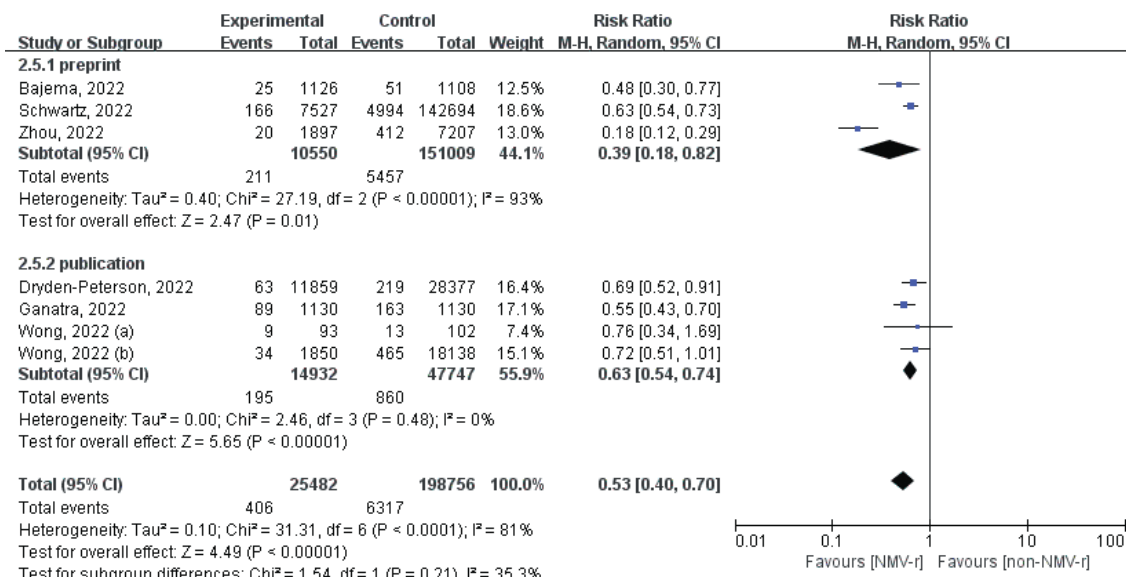 Experimental Control Risk Ratio Risk Ratio
Study or Subgroup Events Total Events Total Weight M-H, Random, 95% CI M-H, Random, 95% CI
2.5.1 preprint
Bajema, 2022 25 1126 51 1108 12.5% 0.48 [0.30, 0.77]
Schwartz, 2022 166 7527 4994 142694 18.6% 0.63 [0.54, 0.73]
Zhou, 2022 20 1897 412 7207 13.0% 0.18 [0.12, 0.29]
Subtotal (95% CI) 10550 151009 44.1% 0.39 [0.18, 0.82]
Total events 211 5457
Heterogeneity: Tau² = 0.40; Chi² = 27.19, df = 2 (P < 0.00001); I² = 93%
Test for overall effect: Z = 2.47 (P = 0.01)
2.5.2 publication
Dryden-Peterson, 2022 63 11859 219 28377 16.4% 0.69 [0.52, 0.91]
Ganatra, 2022 89 1130 163 1130 17.1% 0.55 [0.43, 0.70]
Wong, 2022 (a) 9 93 13 102 7.4% 0.76 [0.34, 1.69]
Wong, 2022 (b) 34 1850 465 18138 15.1% 0.72 [0.51, 1.01]
Subtotal (95% CI) 14932 47747 55.9% 0.63 [0.54, 0.74]
Total events 195 860
Heterogeneity: Tau² = 0.00; Chi² = 2.46, df = 3 (P = 0.48); I² = 0%
Test for overall effect: Z = 5.65 (P < 0.00001)
Total (95% CI) 25482 198756 100.0% 0.53 [0.40, 0.70]
Total events 406 6317
Heterogeneity: Tau² = 0.10; Chi² = 31.31, df = 6 (P < 0.0001); I² = 81%
Test for overall effect: Z = 4.49 (P < 0.00001)
Test for subgroup differences: Chi² = 1.54, df = 1 (P = 0.21), I² = 35.3%
0.01 0.1 1 10 100
Favours [NMV-r] Favours [non-NMV-r]